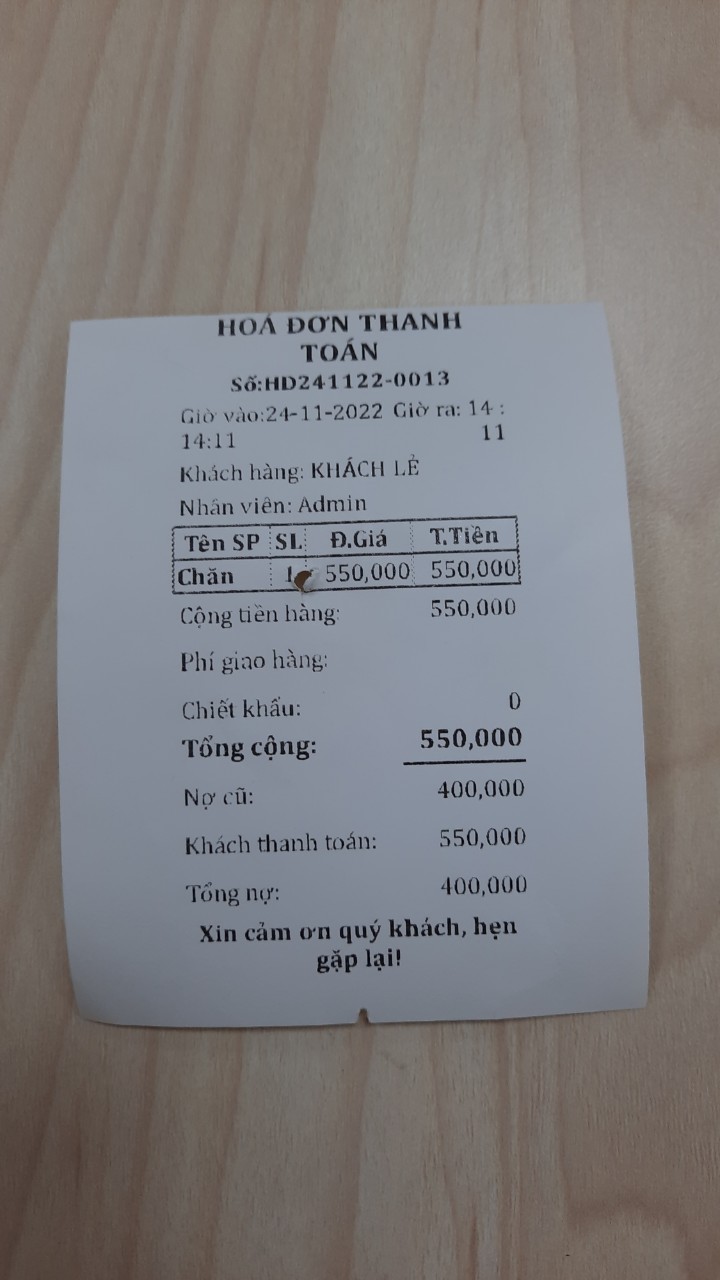 HOÁ ĐƠN THANH
TOÁN
Số:HD241122-0013
Giờ vào:24-11-2022 Giờ ra: 14 :
14:11 11
Khách hàng: KHÁCH LẺ
Nhân viên: Admin
Tên SP SL Đ.Giá T.Tiền
Chăn 1 550,000 550,000
Cộng tiền hàng: 550,000
Phí giao hàng:
Chiết khấu: 0
Tổng cộng: 550,000
Nợ cũ: 400,000
Khách thanh toán: 550,000
Tổng nợ: 400,000
Xin cảm ơn quý khách, hẹn
gặp lại!